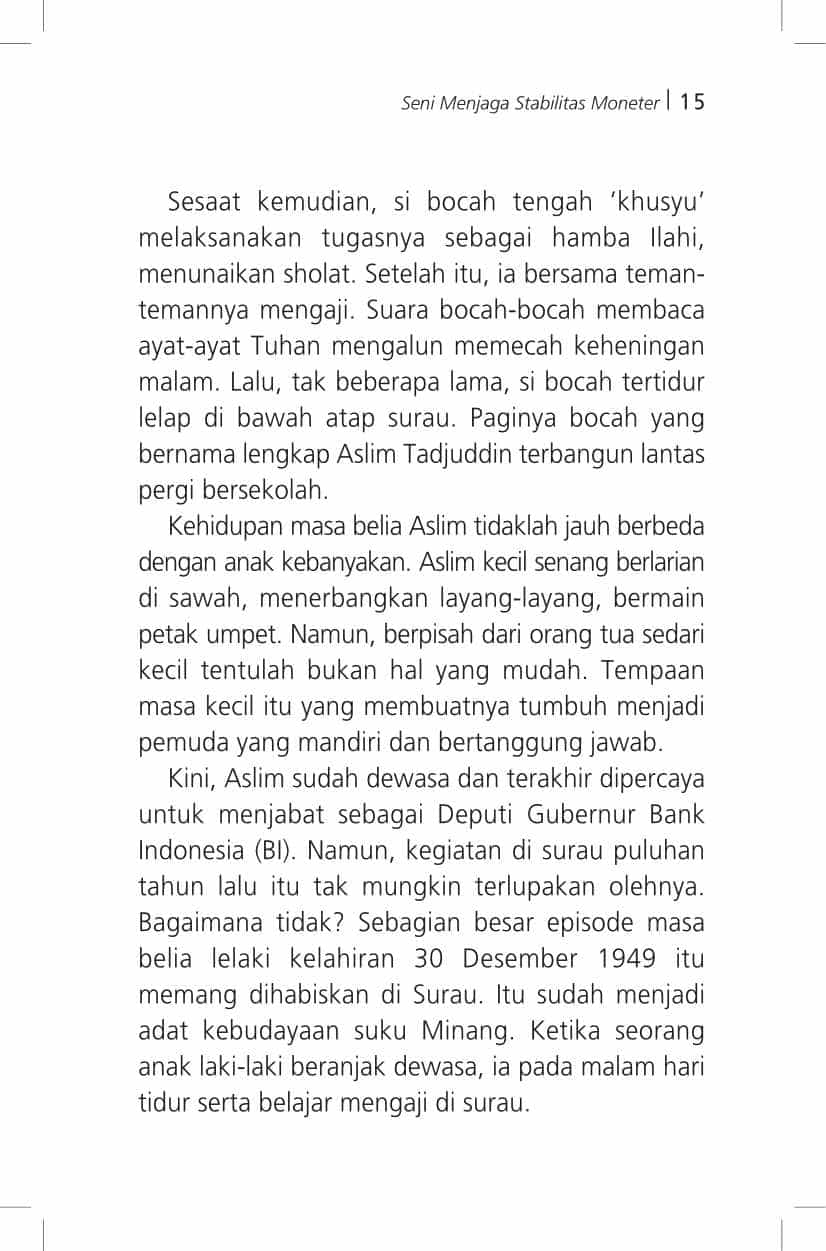 Seni Menjaga Stabilitas Moneter | 15
Sesaat kemudian, si bocah tengah ‘khusyu’
melaksanakan tugasnya sebagai hamba Ilahi,
menunaikan sholat. Setelah itu, ia bersama teman-
temannya mengaji. Suara bocah-bocah membaca
ayat-ayat Tuhan mengalun memecah keheningan
malam. Lalu, tak beberapa lama, si bocah tertidur
lelap di bawah atap surau. Paginya bocah yang
bernama lengkap Aslim Tadjuddin terbangun lantas
pergi bersekolah.
Kehidupan masa belia Aslim tidaklah jauh berbeda
dengan anak kebanyakan. Aslim kecil senang berlarian
di sawah, menerbangkan layang-layang, bermain
petak umpet. Namun, berpisah dari orang tua sedari
kecil tentulah bukan hal yang mudah. Tempaan
masa kecil itu yang membuatnya tumbuh menjadi
pemuda yang mandiri dan bertanggung jawab.
Kini, Aslim sudah dewasa dan terakhir dipercaya
untuk menjabat sebagai Deputi Gubernur Bank
Indonesia (BI). Namun, kegiatan di surau puluhan
tahun lalu itu tak mungkin terlupakan olehnya.
Bagaimana tidak? Sebagian besar episode masa
belia lelaki kelahiran 30 Desember 1949 itu
memang dihabiskan di Surau. Itu sudah menjadi
adat kebudayaan suku Minang. Ketika seorang
anak laki-laki beranjak dewasa, ia pada malam hari
tidur serta belajar mengaji di surau.